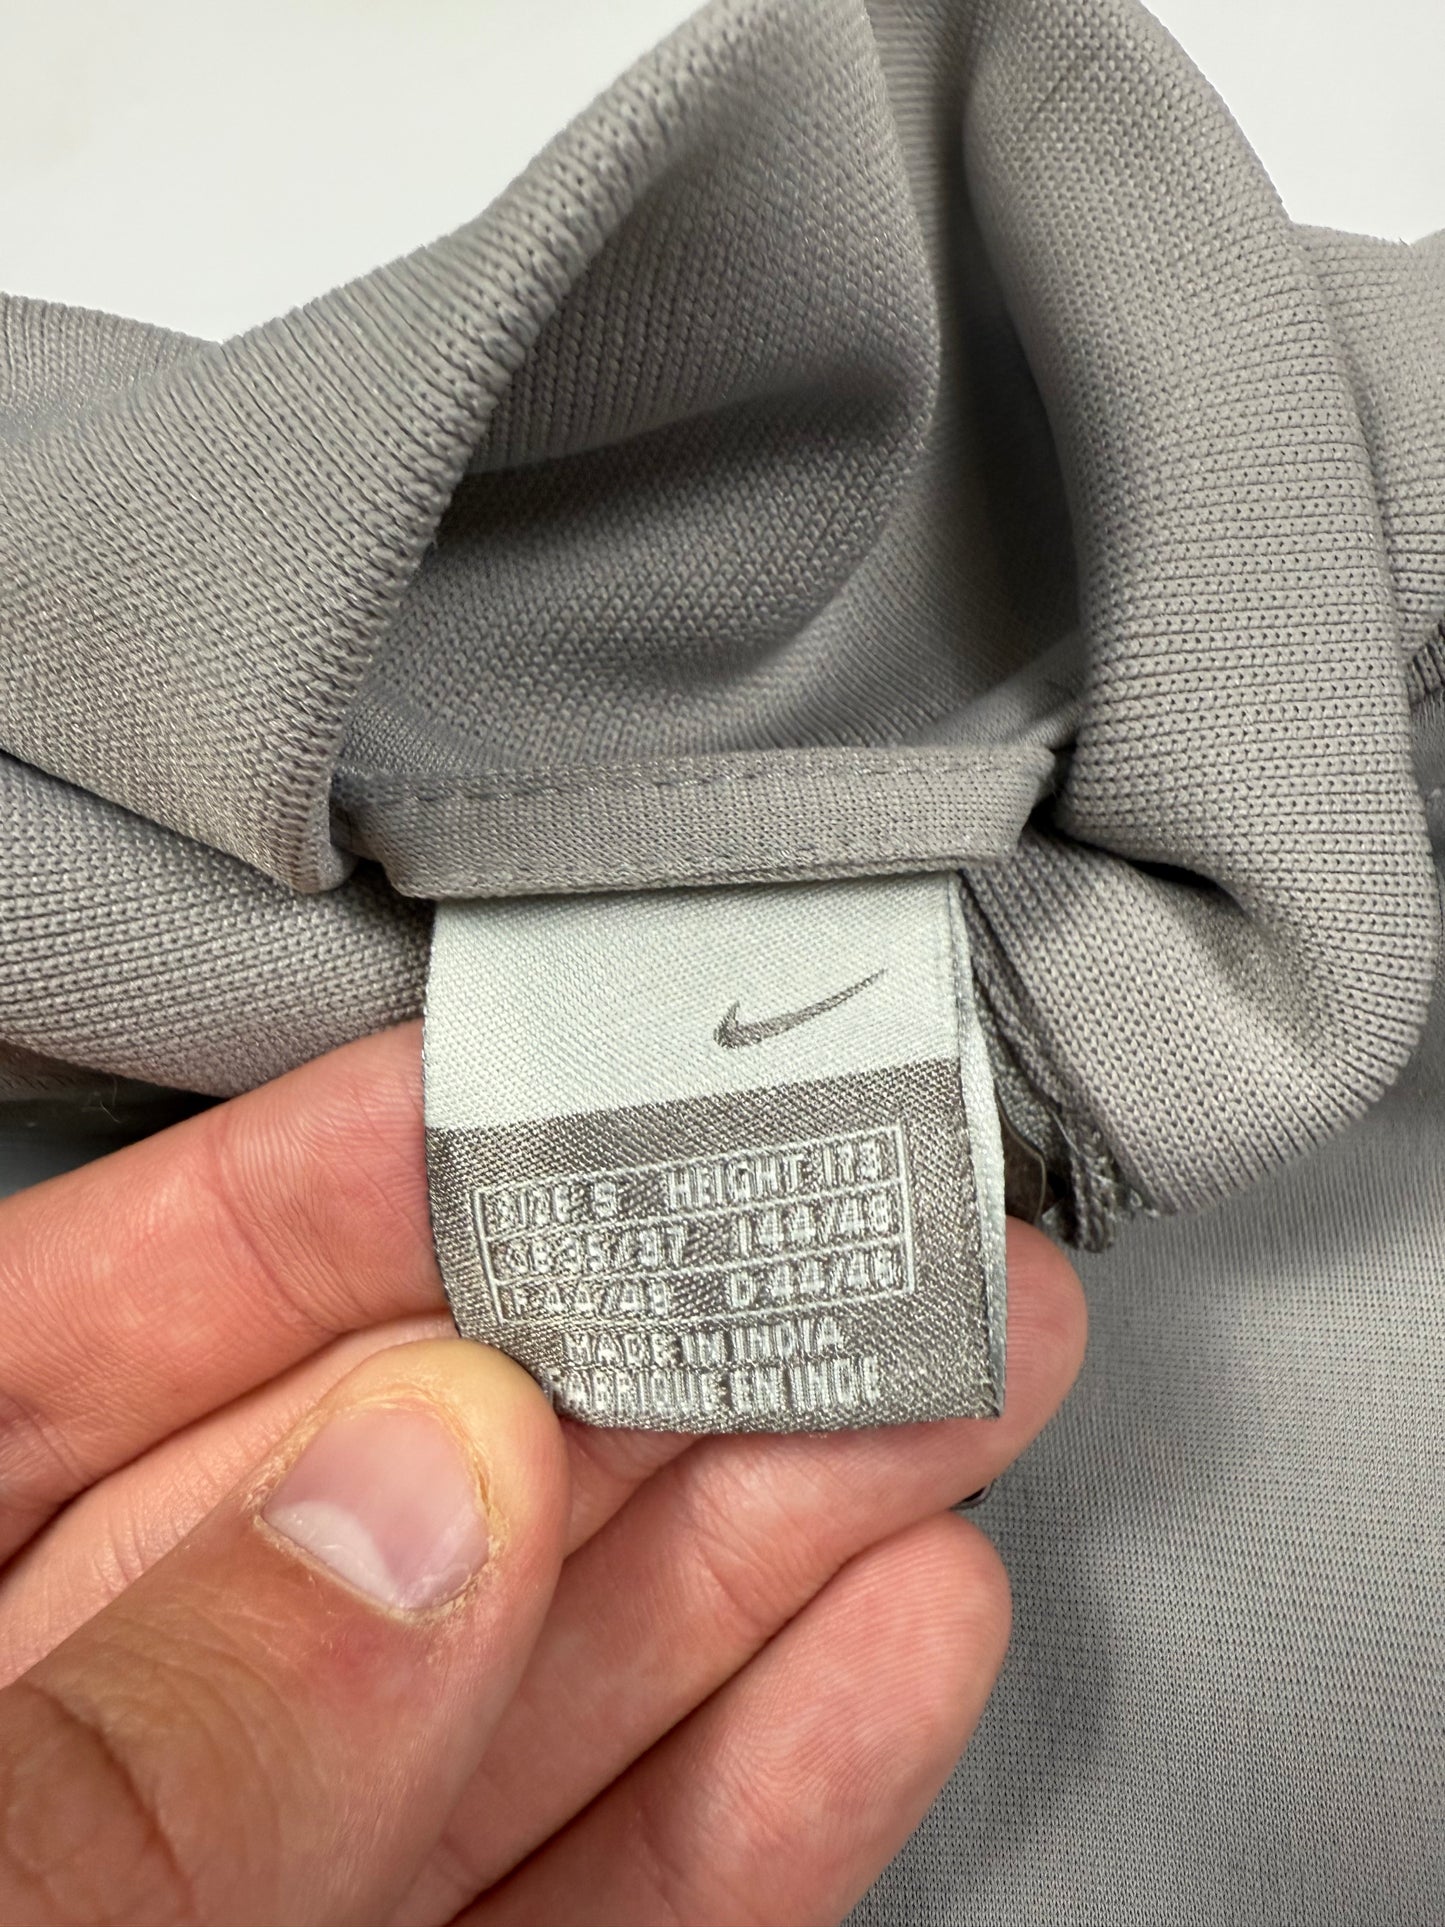 SIZE S HEIGHT 173
GB 35/37 I 44/46
F 44/46 D 44/46
MADE IN INDIA
FABRIQUE EN INDE